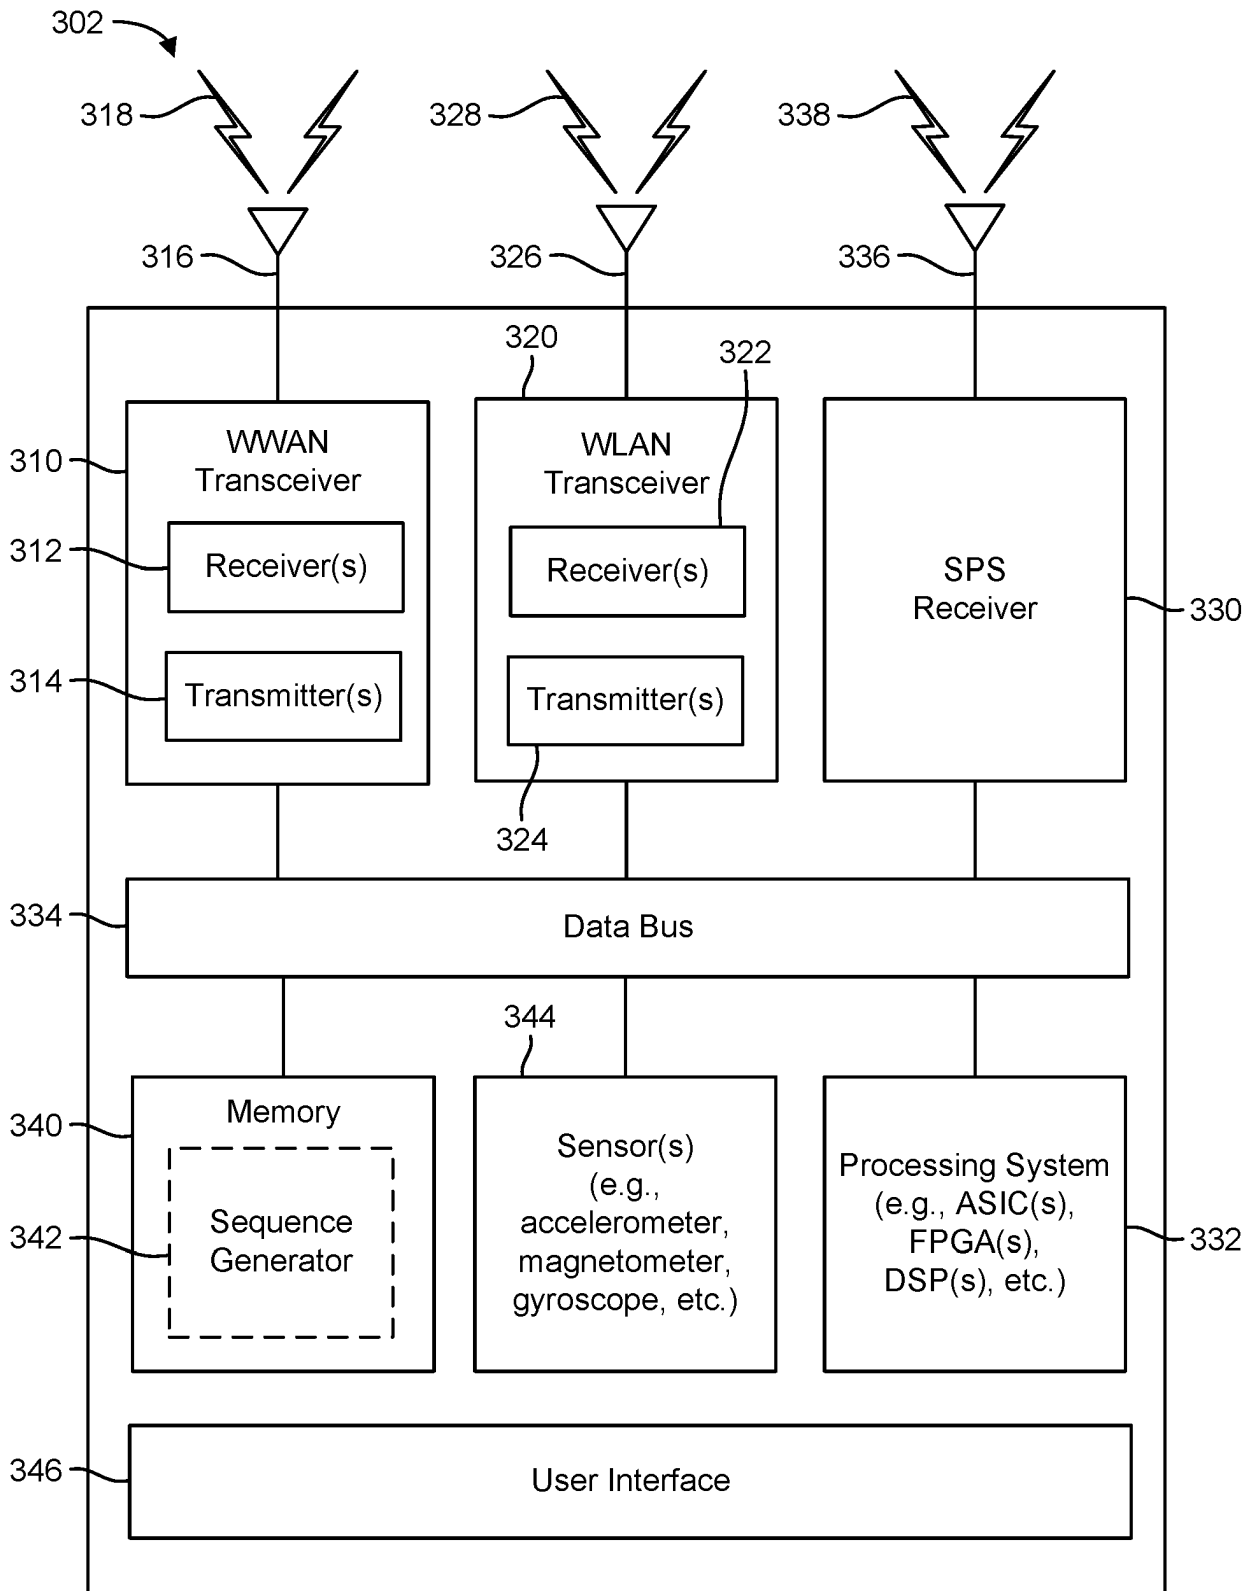 302
318
328
338
316
326
336
320
322
310
WWAN
Transceiver
WLAN
Transceiver
312
Receiver(s)
Receiver(s)
SPS
Receiver
330
314
Transmitter(s)
Transmitter(s)
324
334
Data Bus
344
340
Memory
342
Sequence
Generator
Sensor(s)
(e.g.,
accelerometer,
magnetometer,
gyroscope, etc.)
Processing System
(e.g., ASIC(s),
FPGA(s),
DSP(s), etc.)
332
346
User Interface